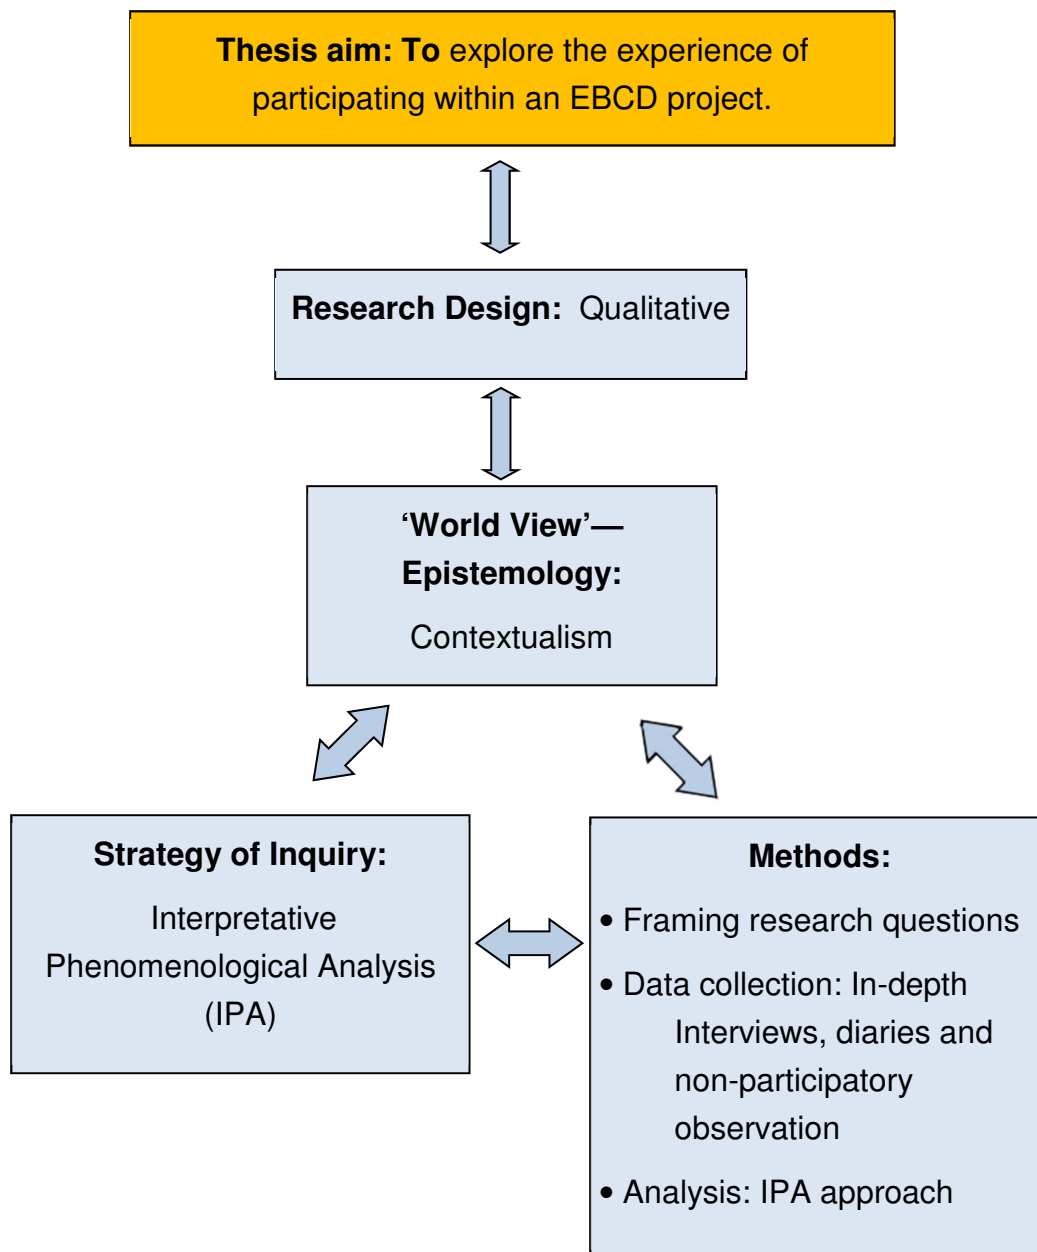 Thesis aim: To explore the experience of
participating within an EBCD project.
Research Design: Qualitative
‘World View’—
Epistemology:
Contextualism
Strategy of Inquiry:
Interpretative
Phenomenological Analysis
(IPA)
Methods:
• Framing research questions
• Data collection: In-depth
Interviews, diaries and
non-participatory
observation
• Analysis: IPA approach